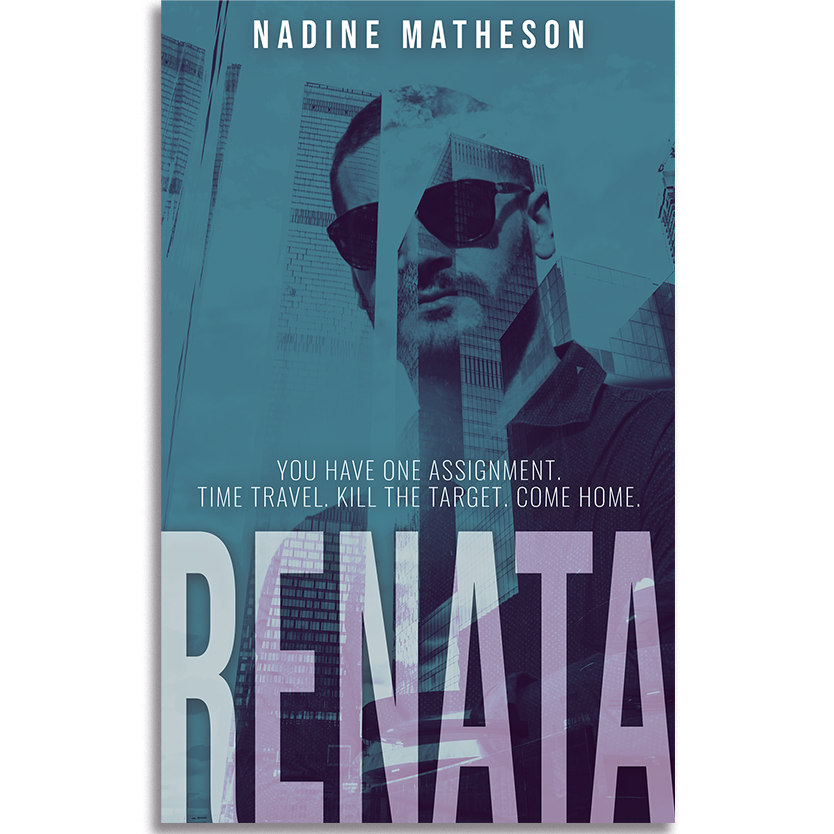 NADINE MATHESON
YOU HAVE ONE ASSIGNMENT.
TIME TRAVEL. KILL THE TARGET. COME HOME.
RENATA